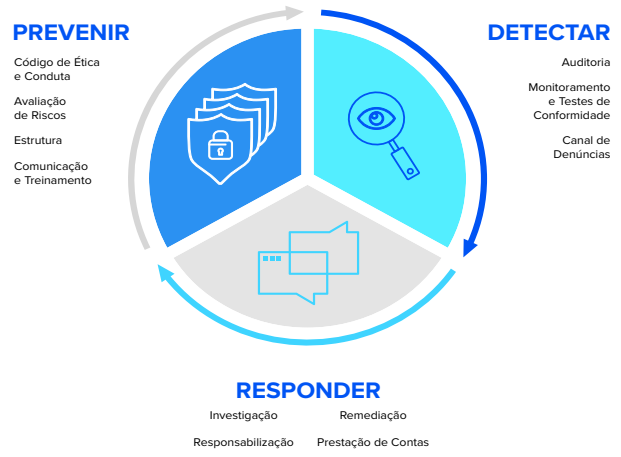 PREVENIR
Código de Ética
e Conduta
Avaliação
de Riscos
Estrutura
Comunicação
e Treinamento
DETECTAR
Auditoria
Monitoramento
e Testes de
Conformidade
Canal de
Denúncias
RESPONDER
Investigação
Remediação
Responsabilização
Prestação de Contas